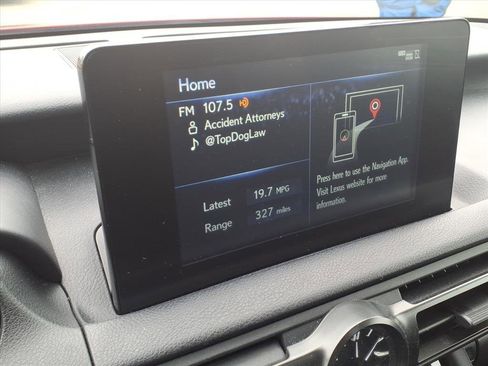 Home
FM 107.5
Accident Attorneys
@TopDogLaw
Latest 19.7 MPG
Range 327 miles
Press here to use the Navigation App.
Visit Lexus website for more
information.